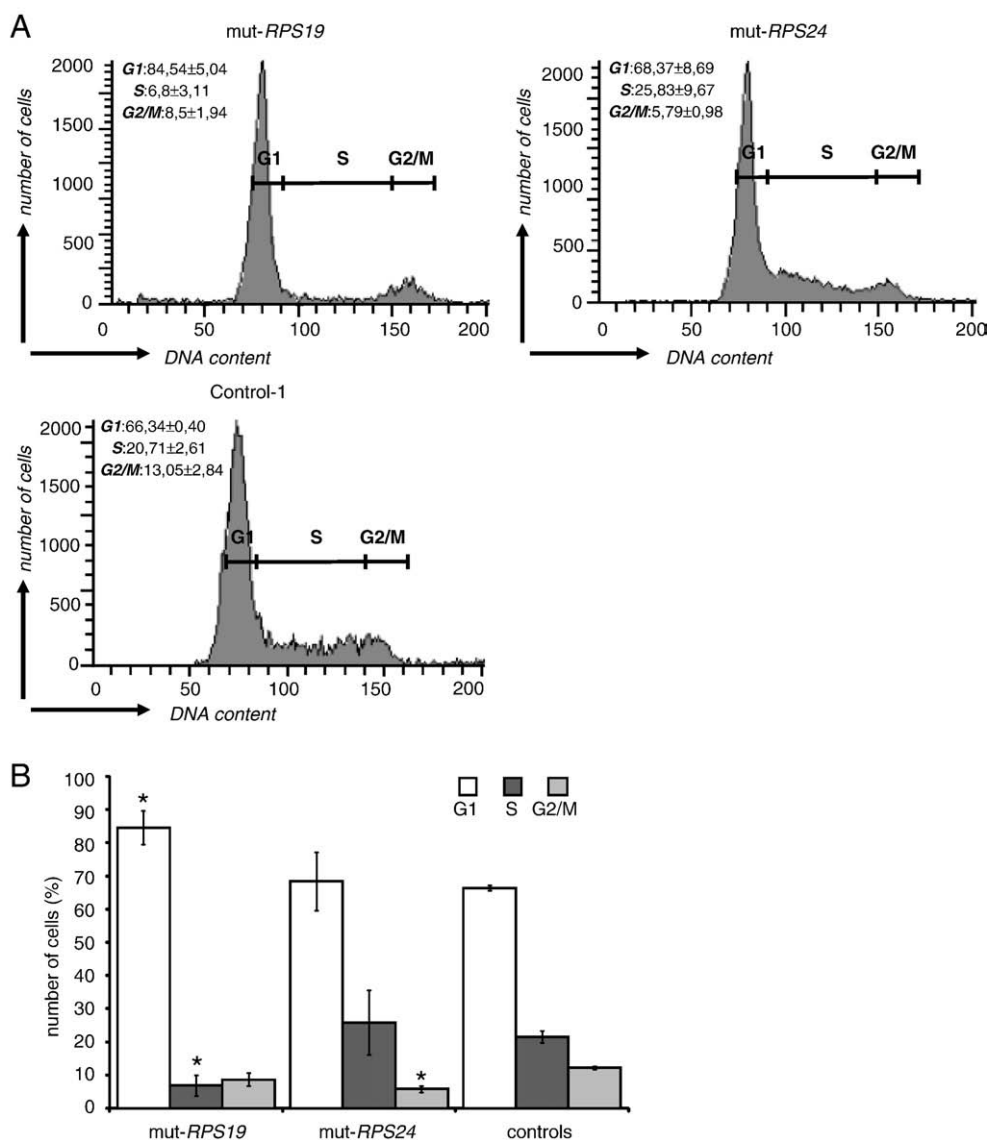 A
mut-RPS19
G1:84,54±5,04
S:6,8±3,11
G2/M:8,5±1,94
number of cells
2000
1500
1000
500
0
G1 S G2/M
50 100 150 200
DNA content
mut-RPS24
G1:68,37±8,69
S:25,83±9,67
G2/M:5,79±0,98
number of cells
2000
1500
1000
500
0
G1 S G2/M
0 50 100 150 200
DNA content
Control-1
G1:66,34±0,40
S:20,71±2,61
G2/M:13,05±2,84
number of cells
2000
1500
1000
500
0
G1 S G2/M
0 50 100 150 200
DNA content
B
number of cells (%)
100
90
80
70
60
50
40
30
20
10
0
* * *
G1 S G2/M
mut-RPS19 mut-RPS24 controls